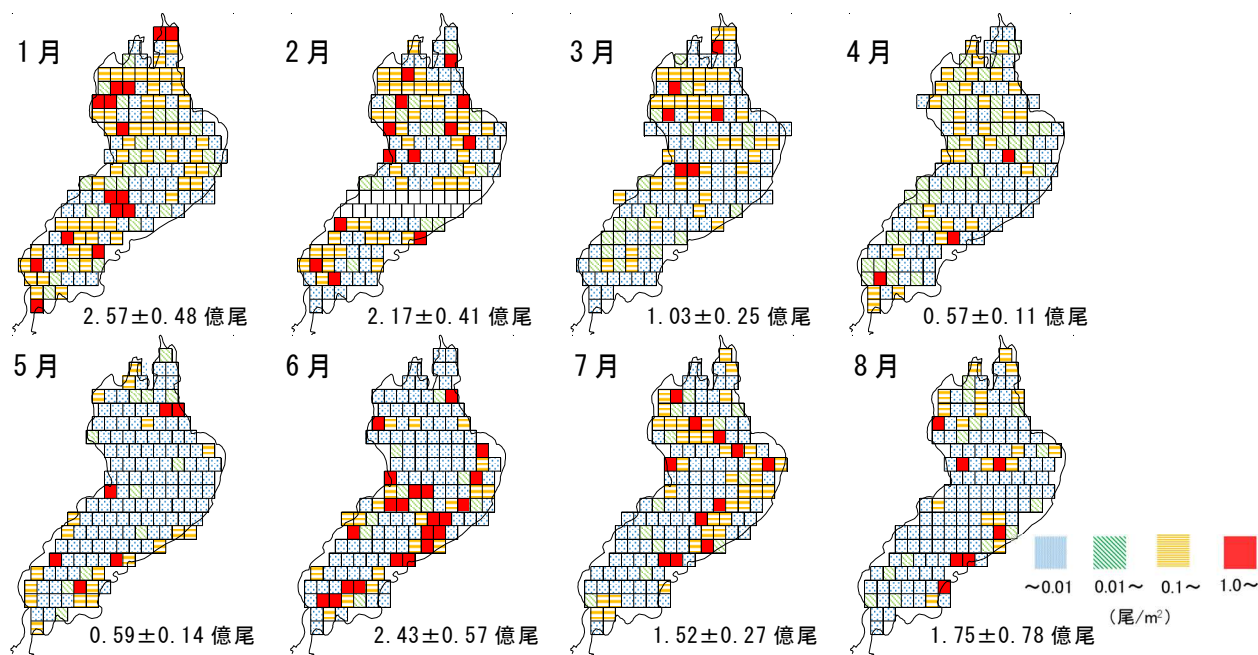 1月
2月
3月
4月
2.57±0.48 億尾
2.17±0.41 億尾
1.03±0.25 億尾
0.57±0.11 億尾
5月
6月
7月
8月
～0.01
0.01～
0.1～
1.0～
(尾/m²)
0.59±0.14 億尾
2.43±0.57 億尾
1.52±0.27 億尾
1.75±0.78 億尾